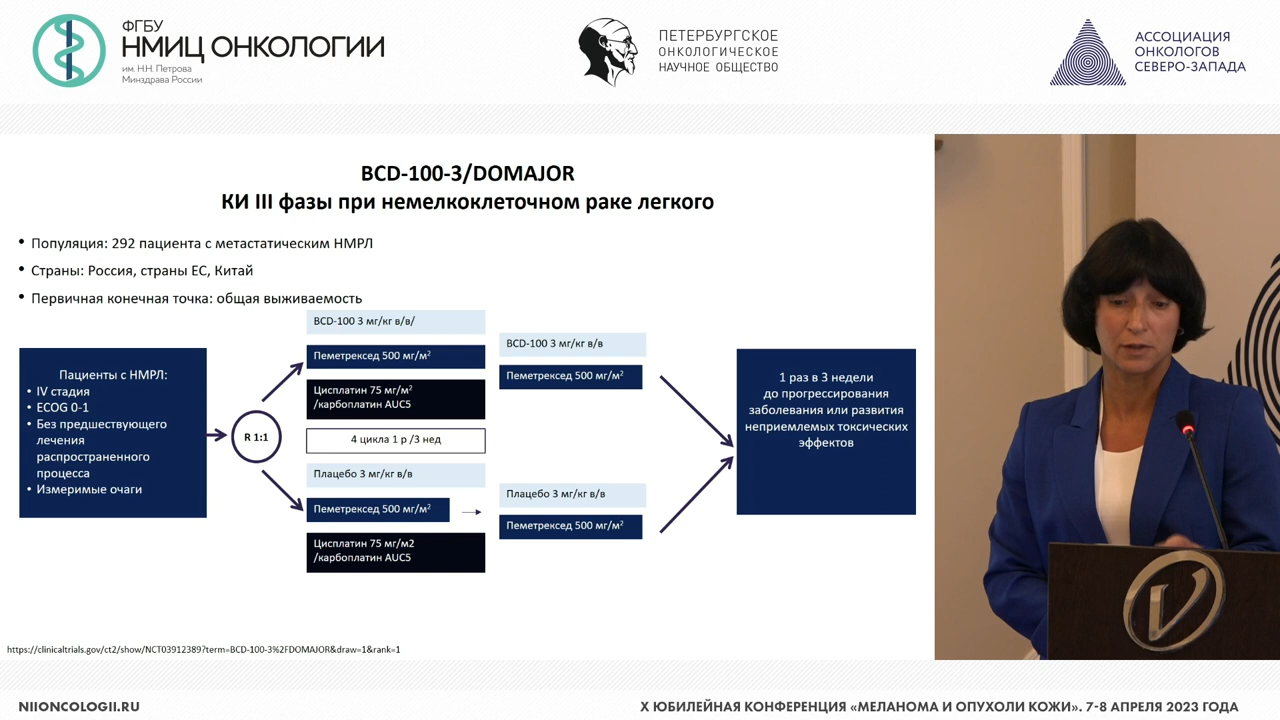 ФГБУ
НМИЦ ОНКОЛОГИИ
им. Н.Н. Петрова
Минздрава России
ПЕТЕРБУРГСКОЕ
ОНКОЛОГИЧЕСКОЕ
НАУЧНОЕ ОБЩЕСТВО
АССОЦИАЦИЯ
ОНКОЛОГОВ
СЕВЕРО-ЗАПАДА
BCD-100-3/DOMAJOR
КИ III фазы при немелкоклеточном раке легкого
• Популяция: 292 пациента с метастатическим НМРЛ
• Страны: Россия, страны ЕС, Китай
• Первичная конечная точка: общая выживаемость
Пациенты с НМРЛ:
• IV стадия
• ECOG 0-1
• Без предшествующего
лечения
распространенного
процесса
• Измеримые очаги
R 1:1
BCD-100 3 мг/кг в/в/
Пеметрексед 500 мг/м²
Цисплатин 75 мг/м²
/карбоплатин AUC5
4 цикла 1 р /3 нед
Плацебо 3 мг/кг в/в
Пеметрексед 500 мг/м²
Цисплатин 75 мг/м2
/карбоплатин AUC5
BCD-100 3 мг/кг в/в
Пеметрексед 500 мг/м²
Плацебо 3 мг/кг в/в
Пеметрексед 500 мг/м²
1 раз в 3 недели
до прогрессирования
заболевания или развития
неприемлемых токсических
эффектов
https://clinicaltrials.gov/ct2/show/NCT03912389?term=BCD-100-3%2FDOMAJOR&draw=1&rank=1
NIIONCOLOGII.RU
X ЮБИЛЕЙНАЯ КОНФЕРЕНЦИЯ «МЕЛАНОМА И ОПУХОЛИ КОЖИ». 7-8 АПРЕЛЯ 2023 ГОДА